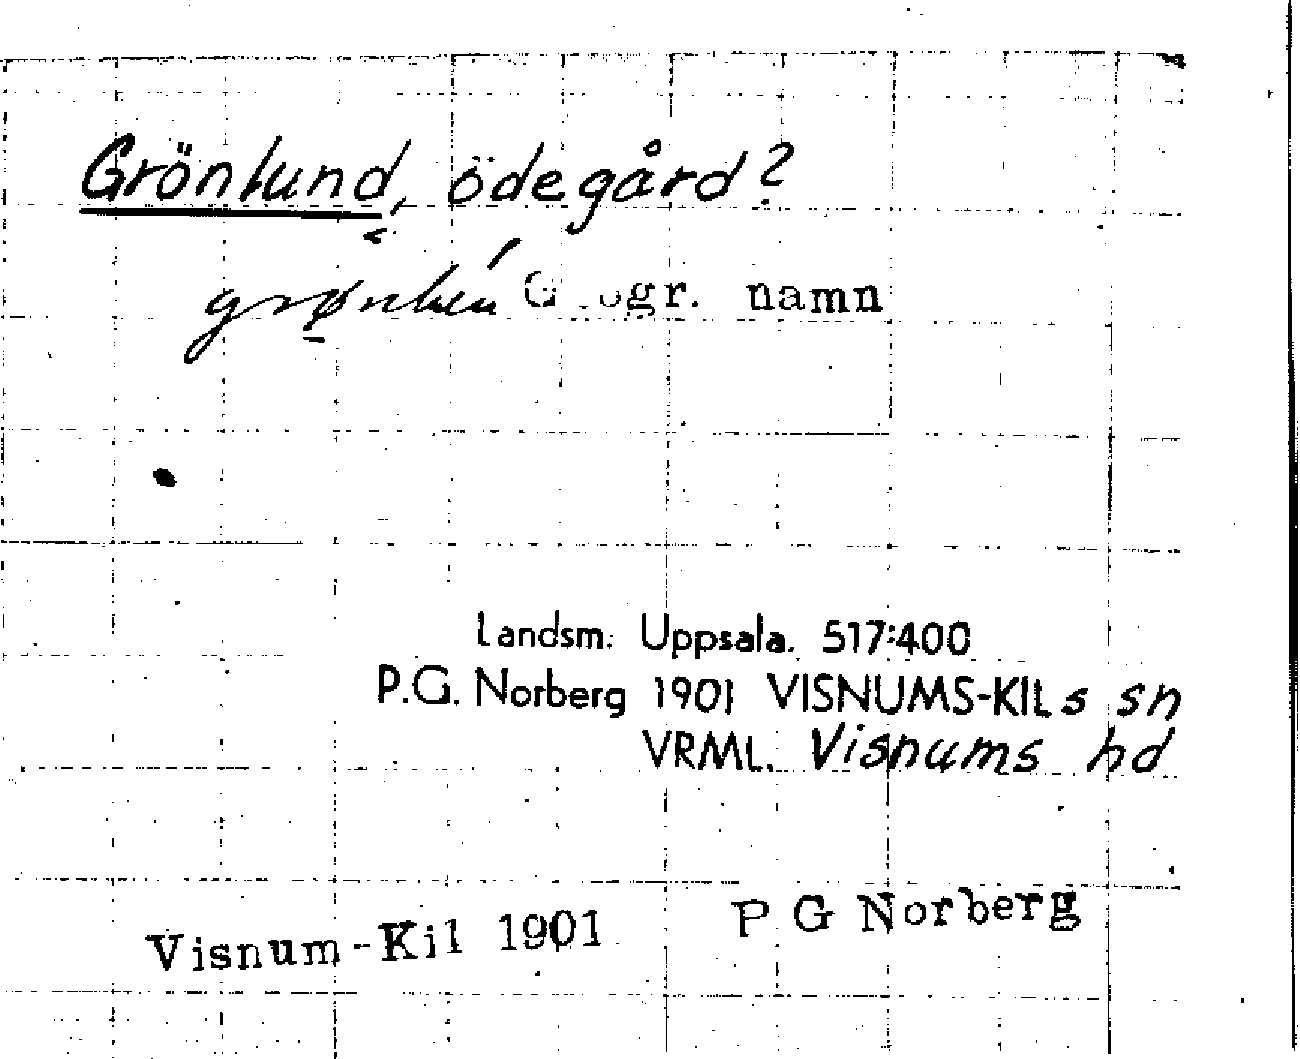 Grönlund, ödegård?
Geogr. namn
Landsm. Uppsala. 517:400
P.G. Norberg 1901 VISNUMS-KILs sn
VRML. Visnums hd
Visnum-Kil 1901 P G Norberg